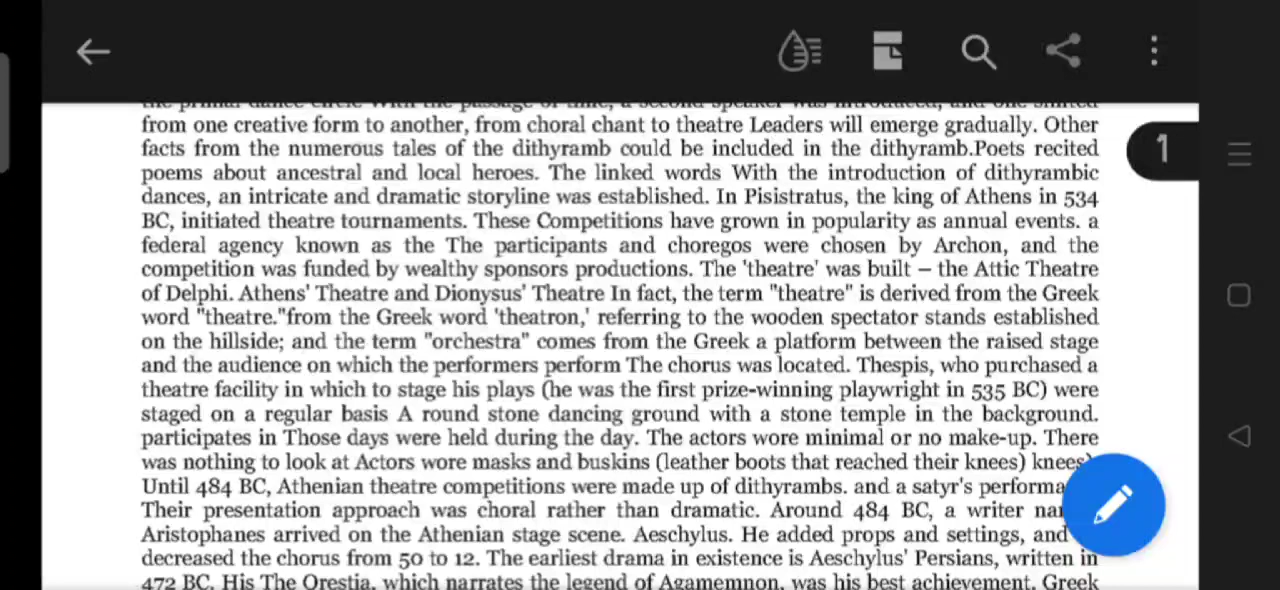 the primal dance circle With the passage of time, a second speaker was introduced, and one shifted
from one creative form to another, from choral chant to theatre Leaders will emerge gradually. Other
facts from the numerous tales of the dithyramb could be included in the dithyramb.Poets recited
poems about ancestral and local heroes. The linked words With the introduction of dithyrambic
dances, an intricate and dramatic storyline was established. In Pisistratus, the king of Athens in 534
BC, initiated theatre tournaments. These Competitions have grown in popularity as annual events. a
federal agency known as the The participants and choregos were chosen by Archon, and the
competition was funded by wealthy sponsors productions. The 'theatre' was built – the Attic Theatre
of Delphi. Athens' Theatre and Dionysus' Theatre In fact, the term "theatre" is derived from the Greek
word "theatre."from the Greek word 'theatron,' referring to the wooden spectator stands established
on the hillside; and the term "orchestra" comes from the Greek a platform between the raised stage
and the audience on which the performers perform The chorus was located. Thespis, who purchased a
theatre facility in which to stage his plays (he was the first prize-winning playwright in 535 BC) were
staged on a regular basis A round stone dancing ground with a stone temple in the background.
participates in Those days were held during the day. The actors wore minimal or no make-up. There
was nothing to look at Actors wore masks and buskins (leather boots that reached their knees) knees)
Until 484 BC, Athenian theatre competitions were made up of dithyrambs. and a satyr's performa
Their presentation approach was choral rather than dramatic. Around 484 BC, a writer na
Aristophanes arrived on the Athenian stage scene. Aeschylus. He added props and settings, and
decreased the chorus from 50 to 12. The earliest drama in existence is Aeschylus' Persians, written in
472 BC. His The Orestia, which narrates the legend of Agamemnon, was his best achievement. Greek
1